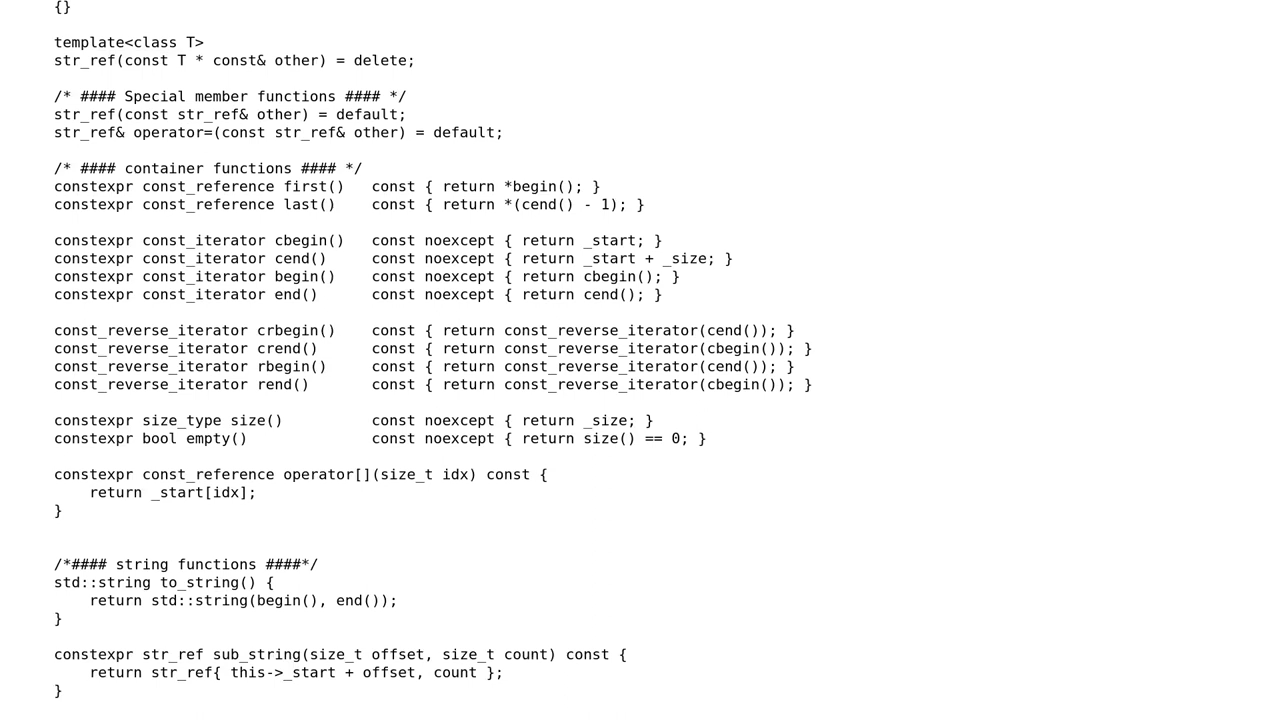 {}
template<class T>
str_ref(const T * const& other) = delete;
/* #### Special member functions #### */
str_ref(const str_ref& other) = default;
str_ref& operator=(const str_ref& other) = default;
/* #### container functions #### */
constexpr const_reference first()   const { return *begin(); }
constexpr const_reference last()    const { return *(cend() - 1); }
constexpr const_iterator cbegin()   const noexcept { return _start; }
constexpr const_iterator cend()     const noexcept { return _start + _size; }
constexpr const_iterator begin()    const noexcept { return cbegin(); }
constexpr const_iterator end()      const noexcept { return cend(); }
const_reverse_iterator crbegin()    const { return const_reverse_iterator(cend()); }
const_reverse_iterator crend()      const { return const_reverse_iterator(cbegin()); }
const_reverse_iterator rbegin()     const { return const_reverse_iterator(cend()); }
const_reverse_iterator rend()       const { return const_reverse_iterator(cbegin()); }
constexpr size_type size()          const noexcept { return _size; }
constexpr bool empty()              const noexcept { return size() == 0; }
constexpr const_reference operator[](size_t idx) const {
    return _start[idx];
}
/*#### string functions ####*/
std::string to_string() {
    return std::string(begin(), end());
}
constexpr str_ref sub_string(size_t offset, size_t count) const {
    return str_ref{ this->_start + offset, count };
}